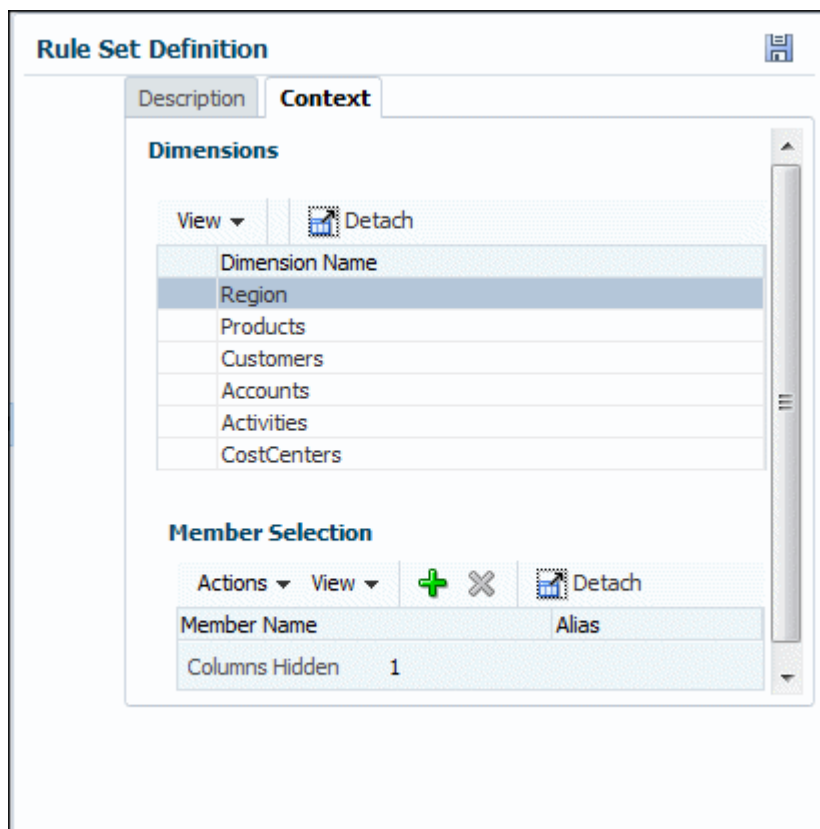 Rule Set Definition
Description Context
Dimensions
View Detach
Dimension Name
Region
Products
Customers
Accounts
Activities
CostCenters
Member Selection
Actions View Detach
Member Name Alias
Columns Hidden 1